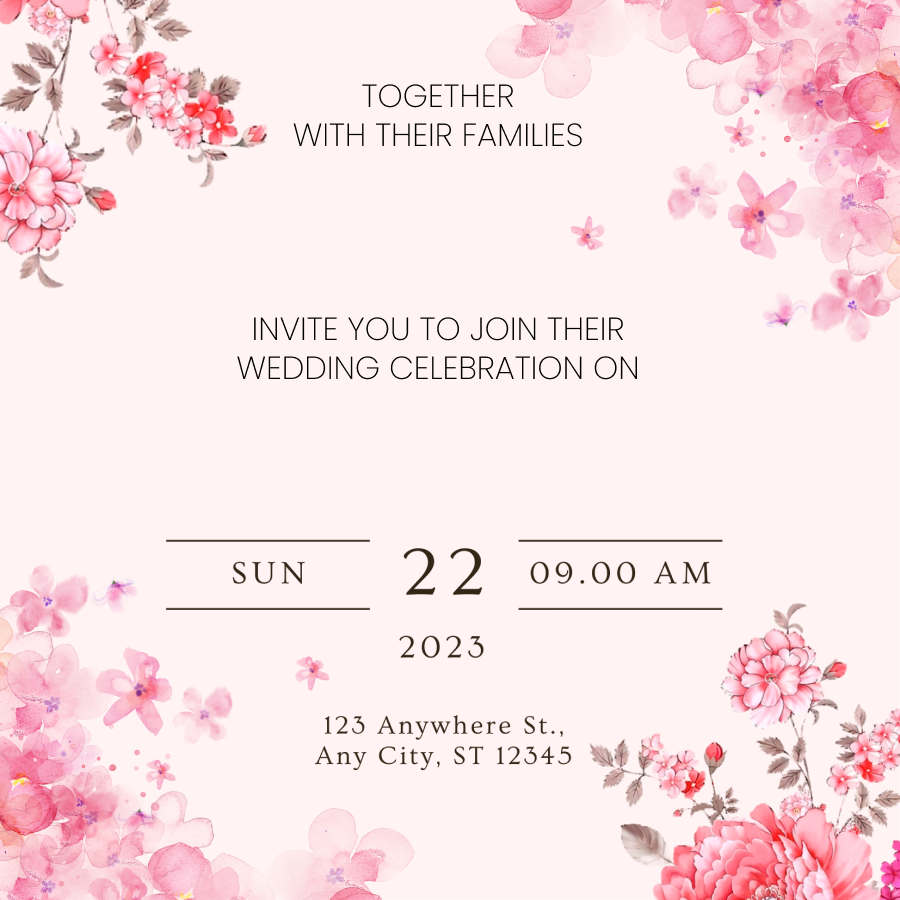 TOGETHER
WITH THEIR FAMILIES
INVITE YOU TO JOIN THEIR
WEDDING CELEBRATION ON
SUN 22 09.00 AM
2023
123 Anywhere St.,
Any City, ST 12345